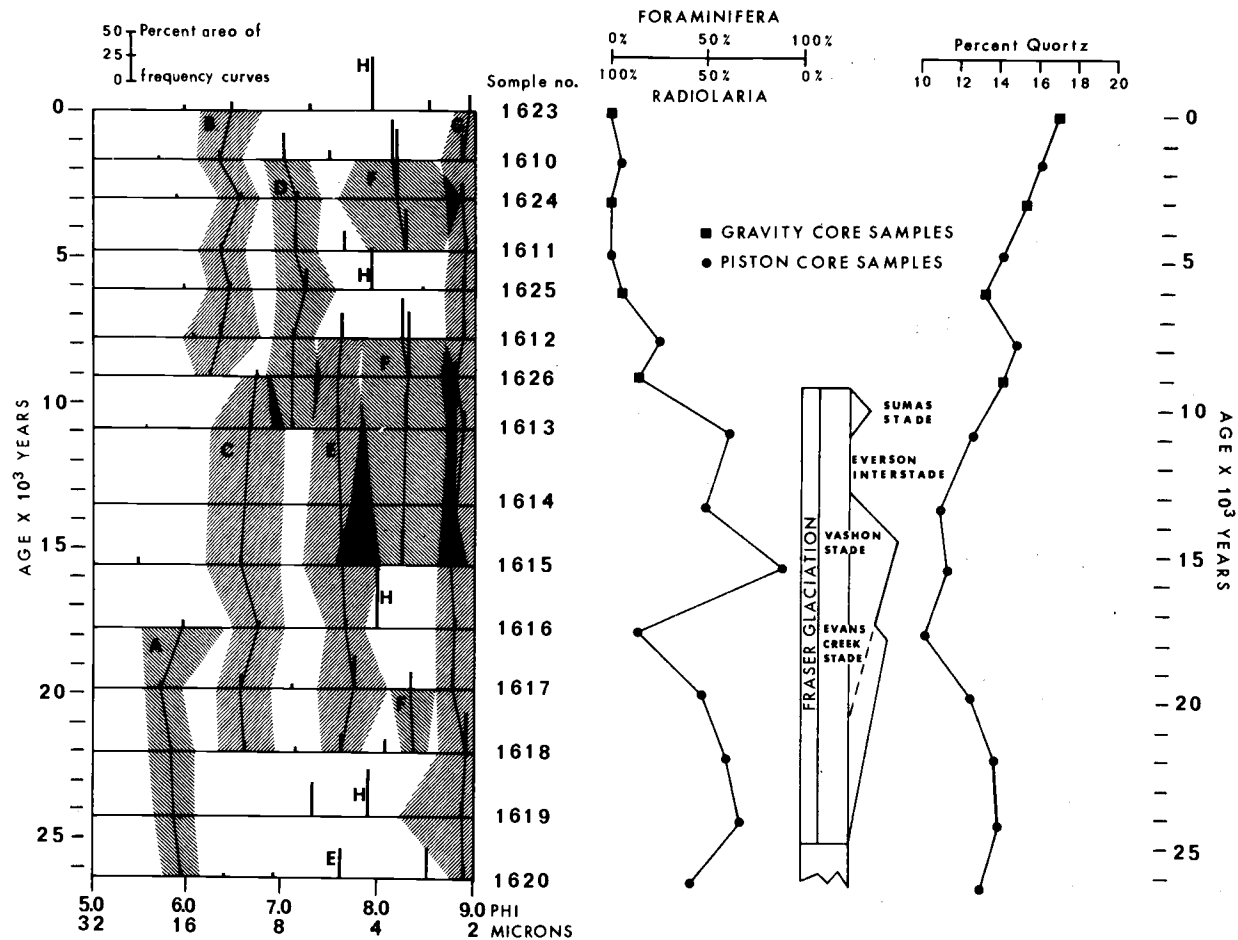 50 Percent area of
25
0 frequency curves
H
Sample no.
FORAMINIFERA
0% 50% 100%
100% 50% 0%
RADIOLARIA
Percent Quortz
10 12 14 16 18 20
0
5
10
15
20
25
AGE X 10³ YEARS
B
G
D
F
H
F
C
E
H
A
F
H
E
1623
1610
1624
1611
1625
1612
1626
1613
1614
1615
1616
1617
1618
1619
1620
5.0 6.0 7.0 8.0 9.0 PHI
32 16 8 4 2 MICRONS
GRAVITY CORE SAMPLES
PISTON CORE SAMPLES
FRASER GLACIATION
SUMAS
STADE
EVERSON
INTERSTADE
VASHON
STADE
EVANS
CREEK
STADE
0
5
10
15
20
25
AGE X 10³ YEARS